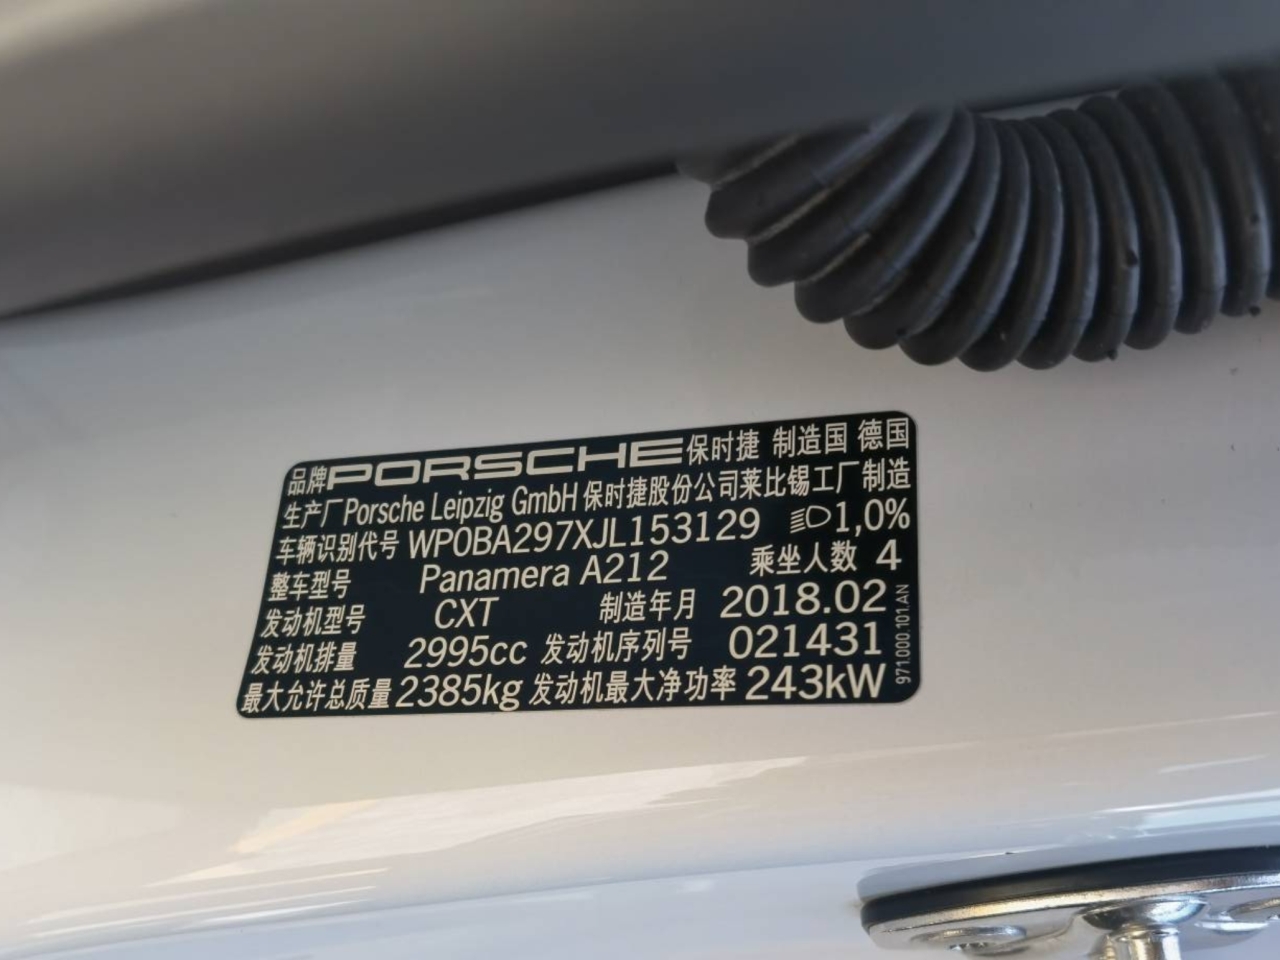 品牌PORSCHE保时捷 制造国 德国
生产厂Porsche Leipzig GmbH 保时捷股份公司莱比锡工厂制造
车辆识别代号 WP0BA297XJL153129 1,0%
整车型号 Panamera A212 乘坐人数 4
发动机型号 CXT 制造年月 2018.02
发动机排量 2995cc 发动机序列号 021431
最大允许总质量 2385kg 发动机最大净功率 243kW
971.000.101.AN